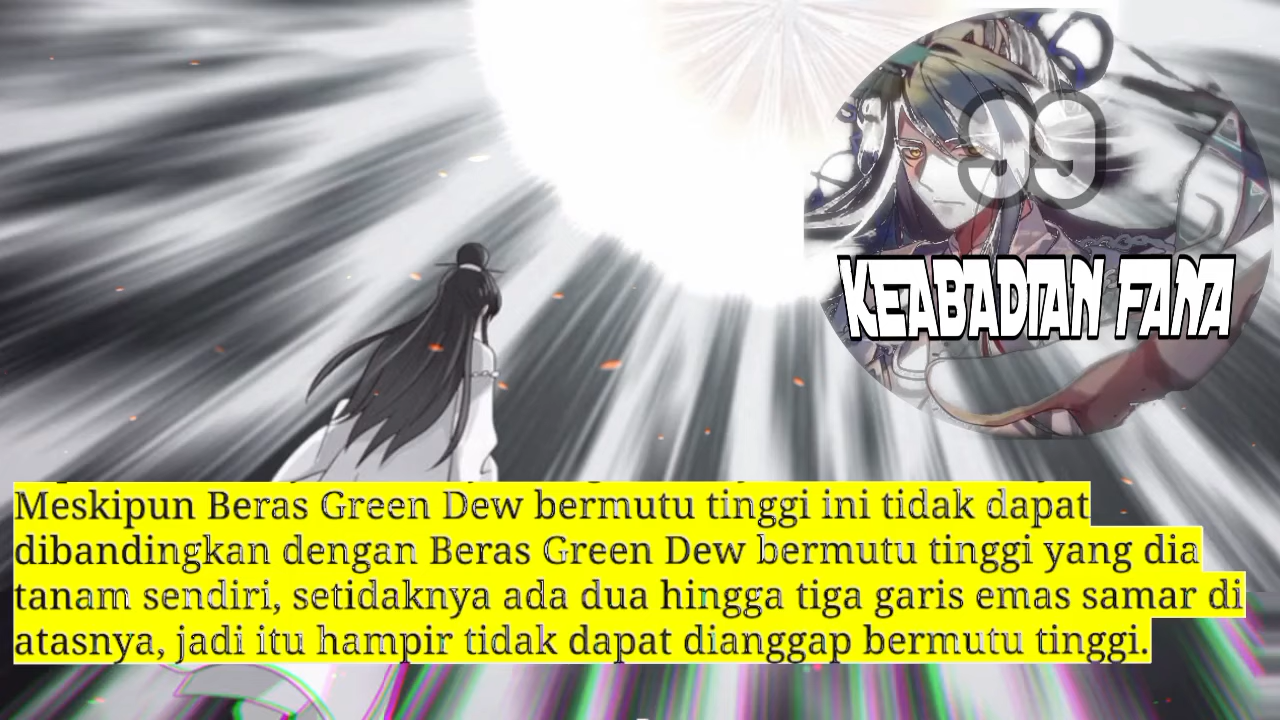 99
KEABADIAN FANA
Meskipun Beras Green Dew bermutu tinggi ini tidak dapat
dibandingkan dengan Beras Green Dew bermutu tinggi yang dia
tanam sendiri, setidaknya ada dua hingga tiga garis emas samar di
atasnya, jadi itu hampir tidak dapat dianggap bermutu tinggi.